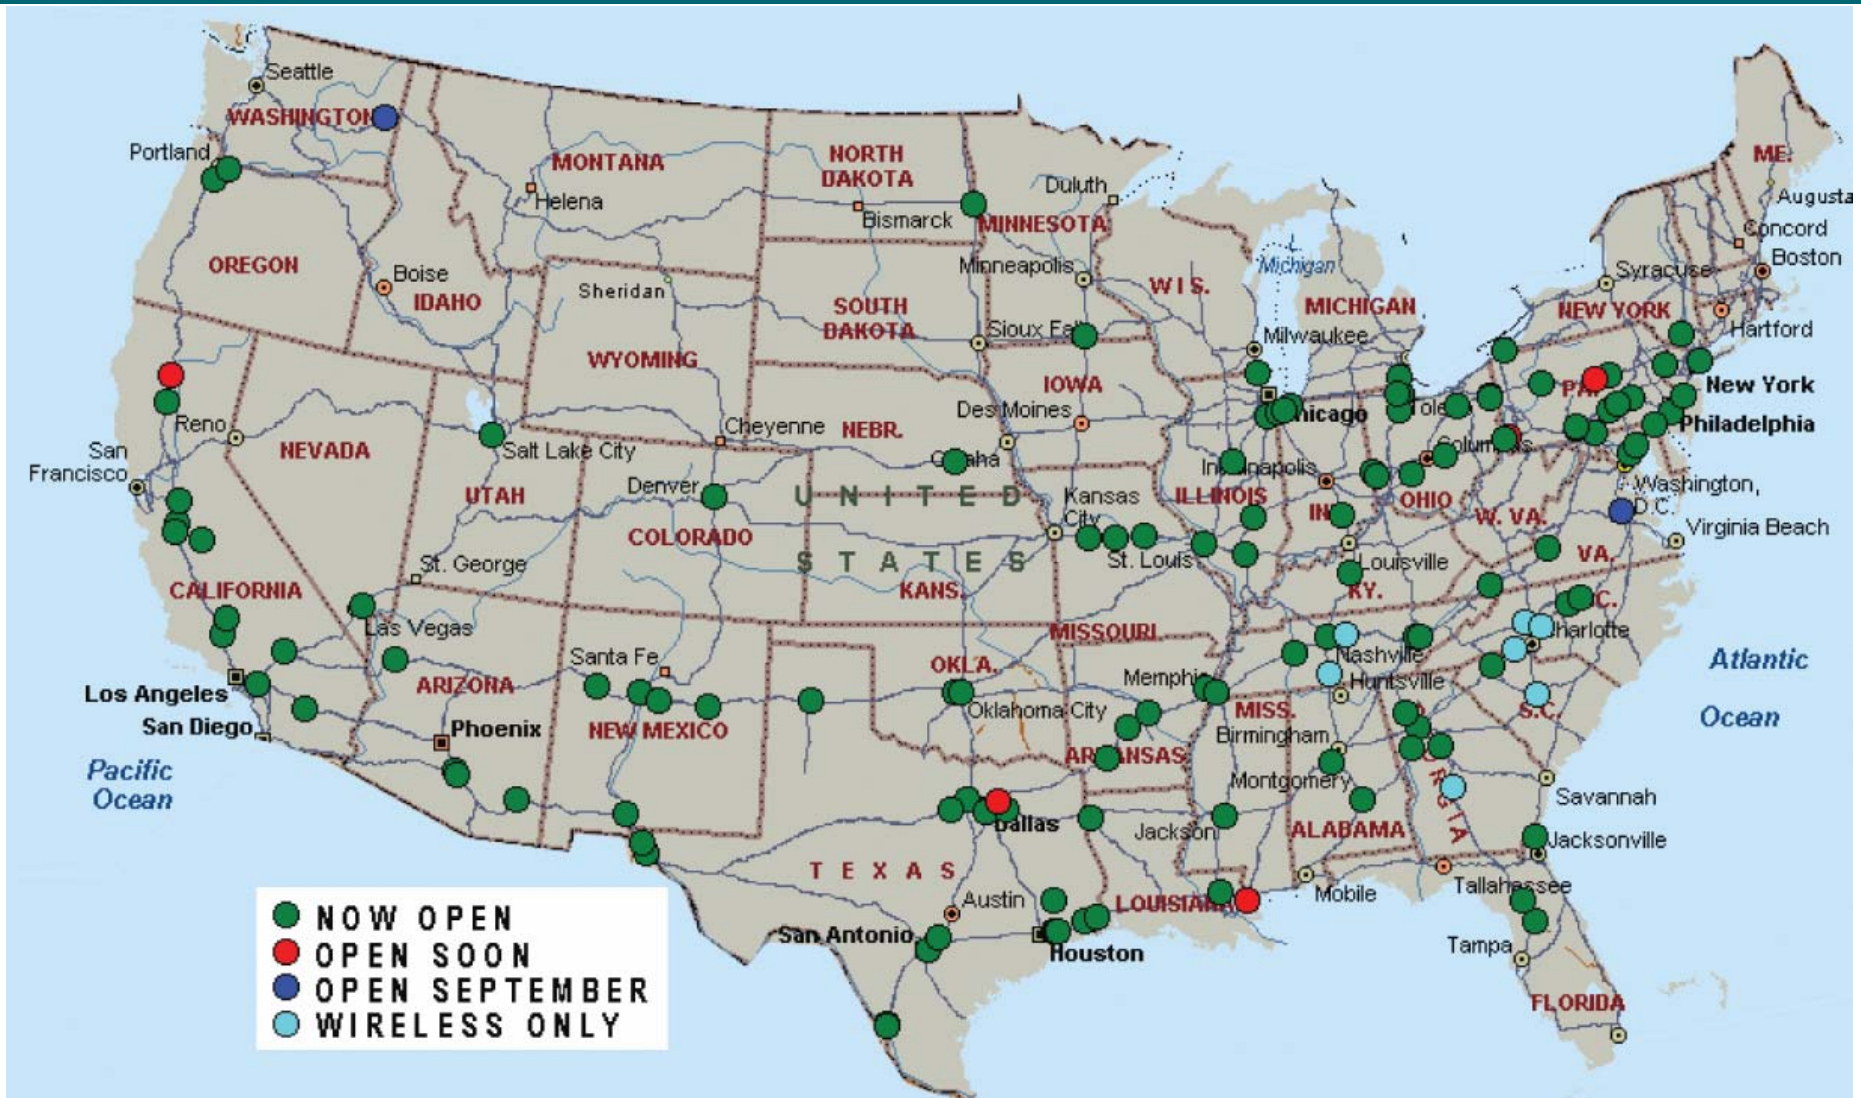 Seattle
WASHINGTON
Portland
MONTANA
Helena
NORTH
DAKOTA
Bismarck
Duluth
MINNESOTA
Minneapolis
ME.
Augusta
Concord
Boston
OREGON
Boise
IDAHO
Sheridan
SOUTH
DAKOTA
Sioux Fall
WIS.
Michigan
MICHIGAN
Milwaukee
Syracuse
NEW YORK
Hartford
WYOMING
IOWA
Des Moines
New York
Philadelphia
Reno
NEVADA
San
Francisco
Salt Lake City
UTAH
Cheyenne
NEBR.
Denver
COLORADO
UNITED
STATES
Kansas
City
ILLINOIS
OHIO
W. VA.
Washington,
D.C.
Virginia Beach
St. George
KANS.
St. Louis
Louisville
KY.
VA.
CALIFORNIA
Las Vegas
MISSOURI
Nashville
Charlotte
Los Angeles
San Diego
ARIZONA
Phoenix
Santa Fe
NEW MEXICO
OKLA.
Oklahoma City
Memphis
Huntsville
MISS.
Birmingham
S.C.
Atlantic
Ocean
Pacific
Ocean
Montgomery
Savannah
Dallas
Jackson
ALABAMA
Jacksonville
TEXAS
Austin
LOUISIANA
Mobile
Tallahassee
San Antonio
Houston
Tampa
FLORIDA
NOW OPEN
OPEN SOON
OPEN SEPTEMBER
WIRELESS ONLY